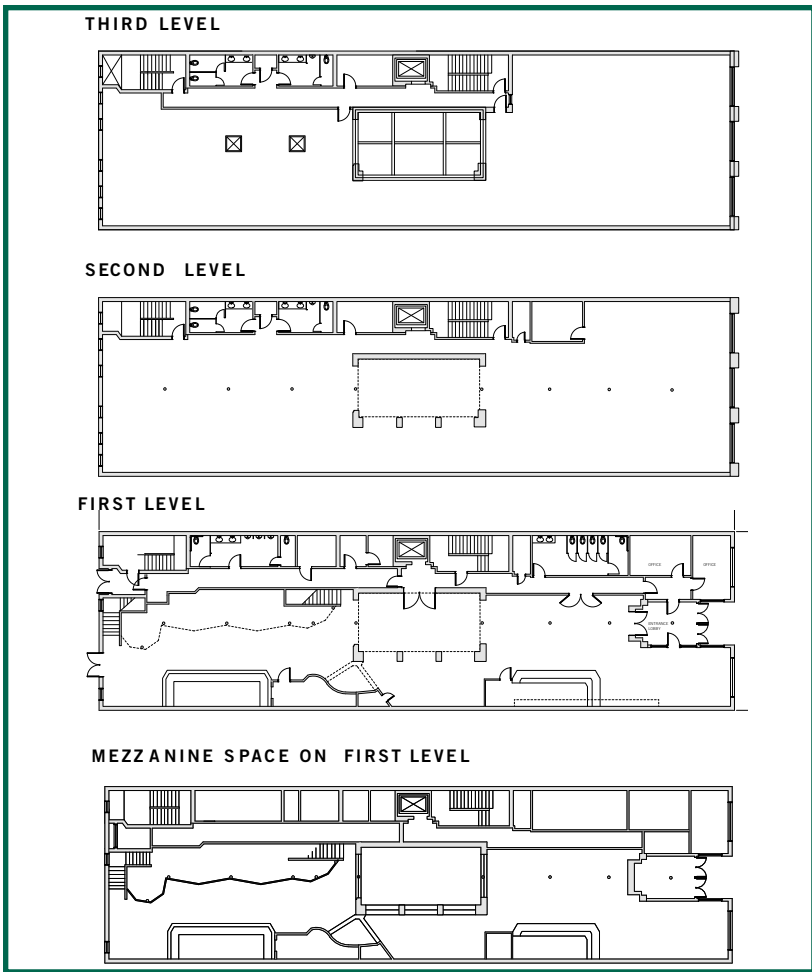 THIRD LEVEL
SECOND LEVEL
FIRST LEVEL
OFFICE
OFFICE
ENTRANCE
LOBBY
MEZZANINE SPACE ON FIRST LEVEL